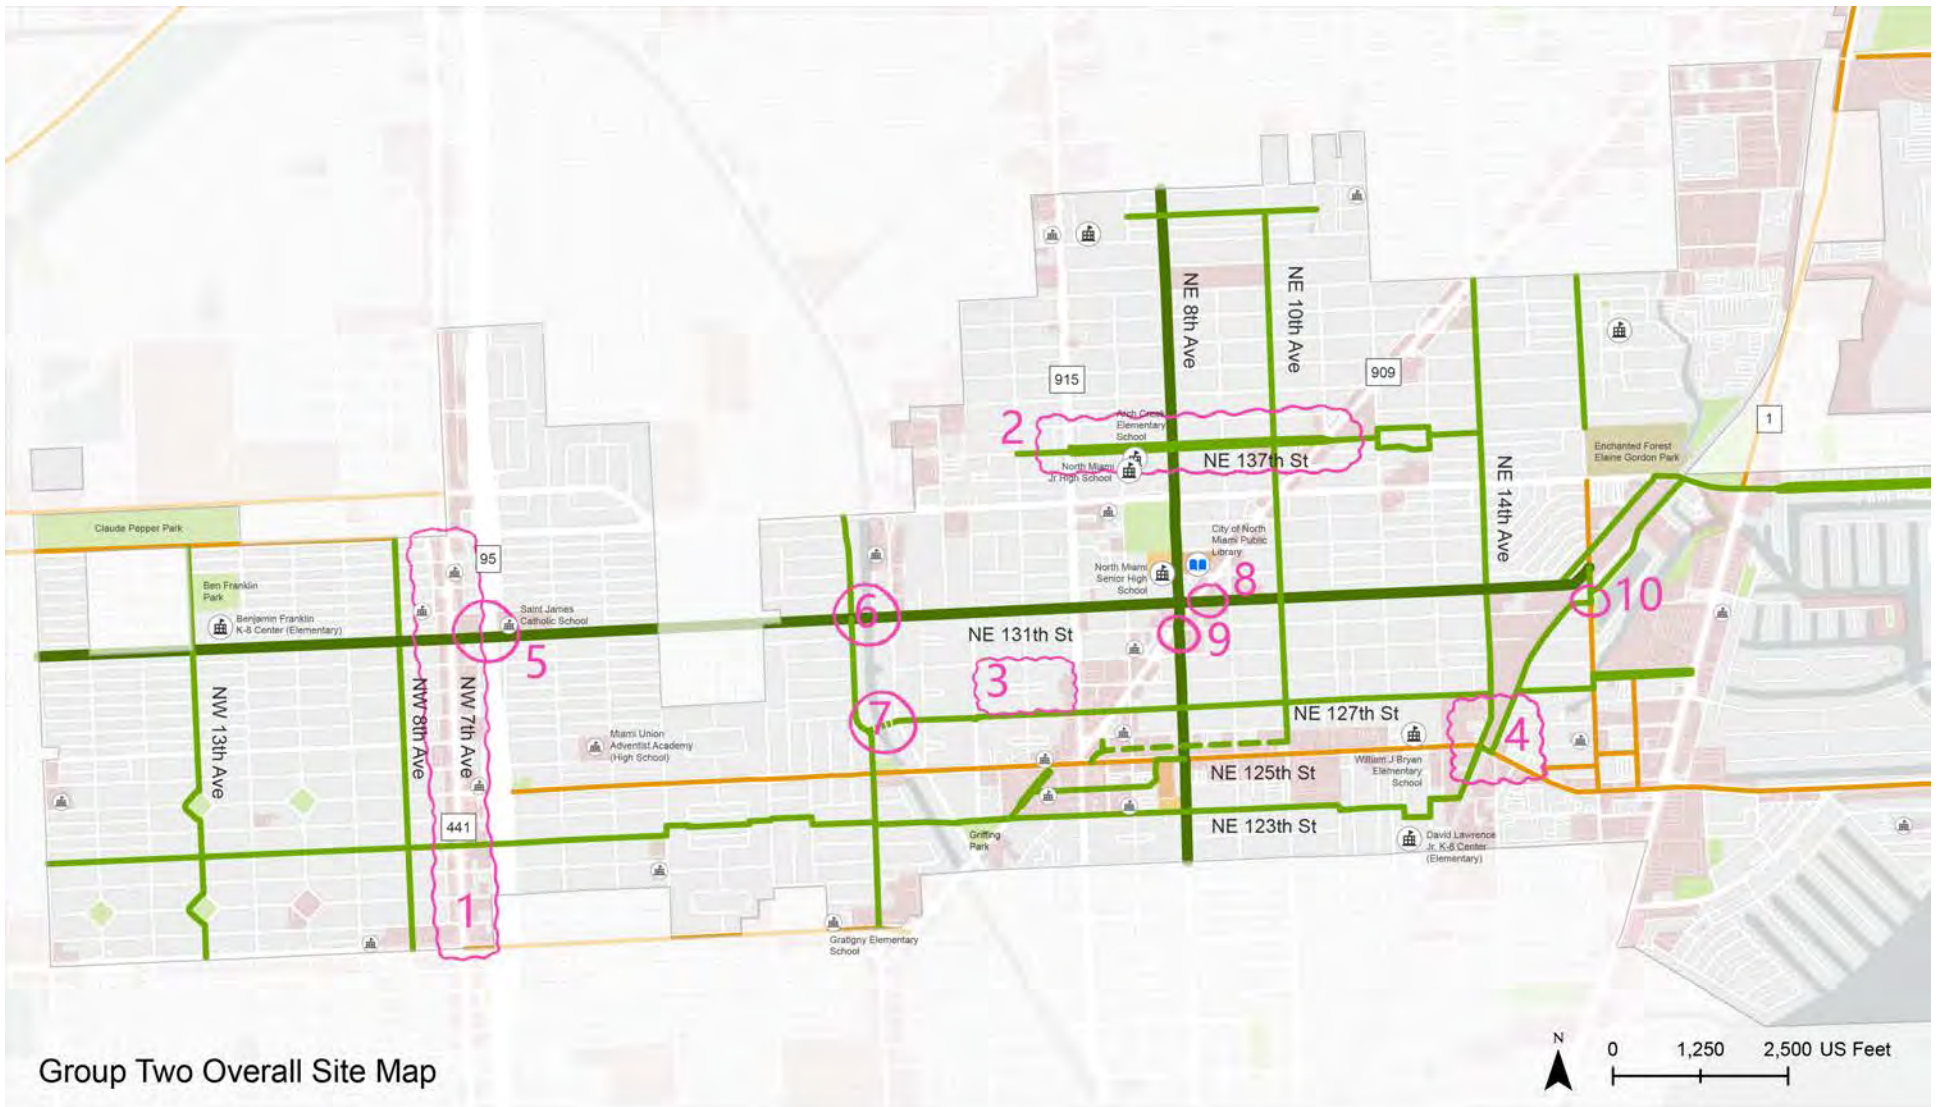 NE 8th Ave
NE 10th Ave
915
909
1
2
Arch Creek
Elementary
School
NE 137th St
North Miami
Jr High School
Enchanted Forest
Elaine Gordon Park
NE 14th Ave
Claude Pepper Park
95
City of North
Miami Public
Library
North Miami
Senior High
School
8
Ben Franklin
Park
Benjamin Franklin
K-8 Center (Elementary)
Saint James
Catholic School
6
10
NE 131th St
9
5
3
NW 13th Ave
NW 8th Ave
NW 7th Ave
7
NE 127th St
4
Miami Union
Adventist Academy
(High School)
NE 125th St
William J Bryan
Elementary
School
441
NE 123th St
Griffing
Park
David Lawrence
Jr. K-8 Center
(Elementary)
1
Gratigny Elementary
School
Group Two Overall Site Map
N
0 1,250 2,500 US Feet